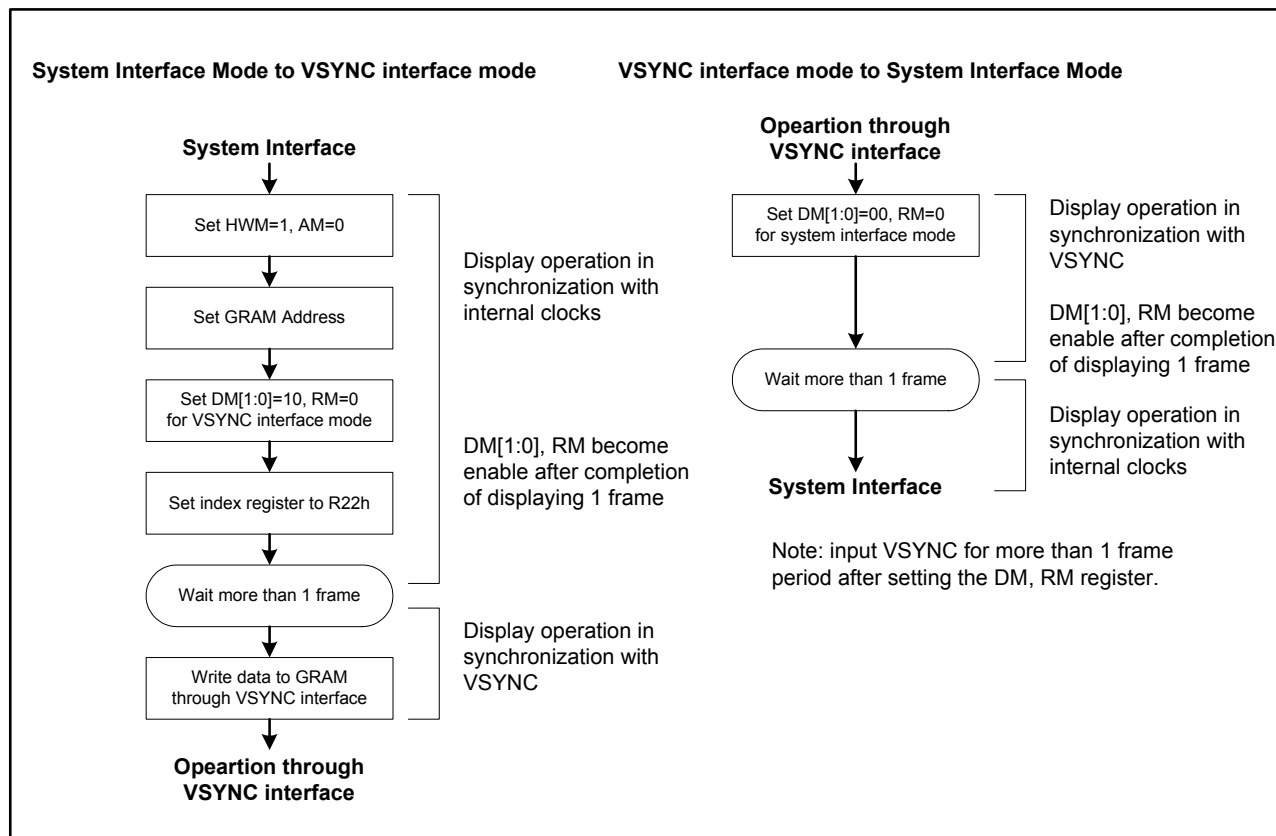 System Interface Mode to VSYNC interface mode
System Interface
Set HWM=1, AM=0
Set GRAM Address
Set DM[1:0]=10, RM=0
for VSYNC interface mode
Set index register to R22h
Wait more than 1 frame
Write data to GRAM
through VSYNC interface
Opeartion through
VSYNC interface
Display operation in
synchronization with
internal clocks
DM[1:0], RM become
enable after completion
of displaying 1 frame
Display operation in
synchronization with
VSYNC
VSYNC interface mode to System Interface Mode
Opeartion through
VSYNC interface
Set DM[1:0]=00, RM=0
for system interface mode
Wait more than 1 frame
System Interface
Display operation in
synchronization with
VSYNC
DM[1:0], RM become
enable after completion
of displaying 1 frame
Display operation in
synchronization with
internal clocks
Note: input VSYNC for more than 1 frame
period after setting the DM, RM register.